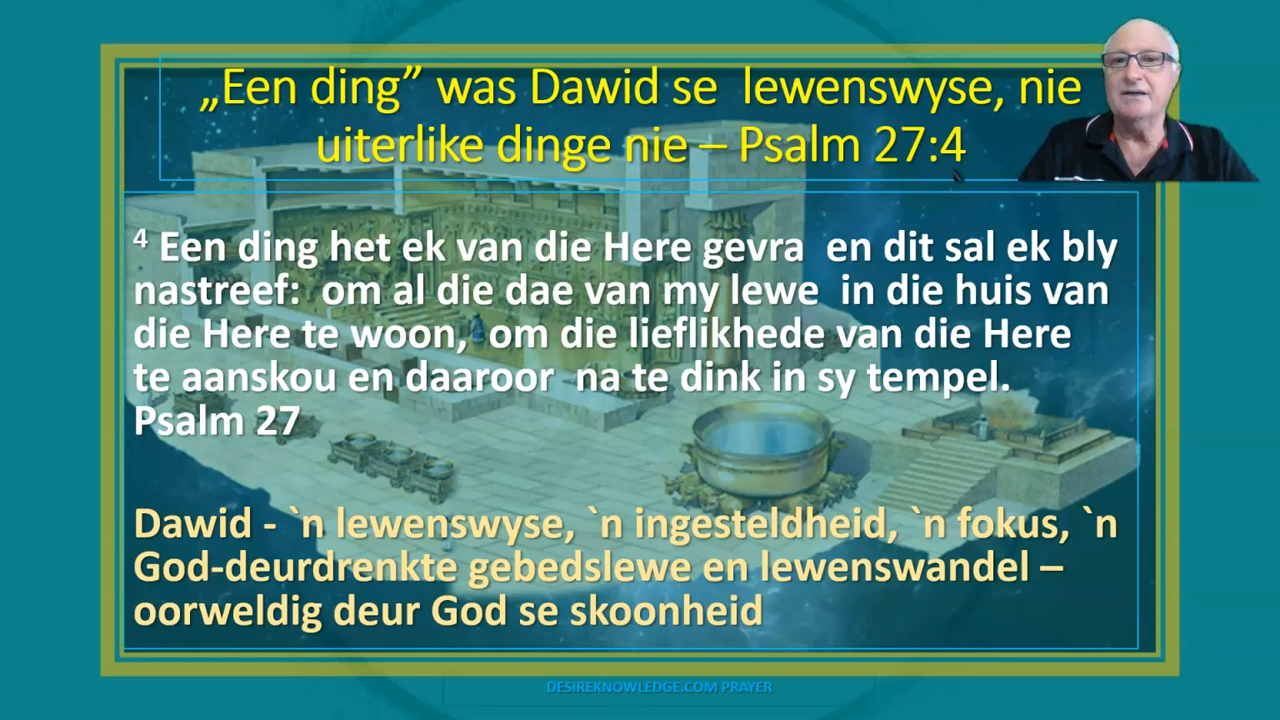 „Een ding” was Dawid se lewenswyse, nie
uiterlike dinge nie – Psalm 27:4
4 Een ding het ek van die Here gevra en dit sal ek bly
nastreef: om al die dae van my lewe in die huis van
die Here te woon, om die lieflikhede van die Here
te aanskou en daaroor na te dink in sy tempel.
Psalm 27
Dawid - `n lewenswyse, `n ingesteldheid, `n fokus, `n
God-deurdrenkte gebedslewe en lewenswandel –
oorweldig deur God se skoonheid
DESIREKNOWLEDGE.COM PRAYER